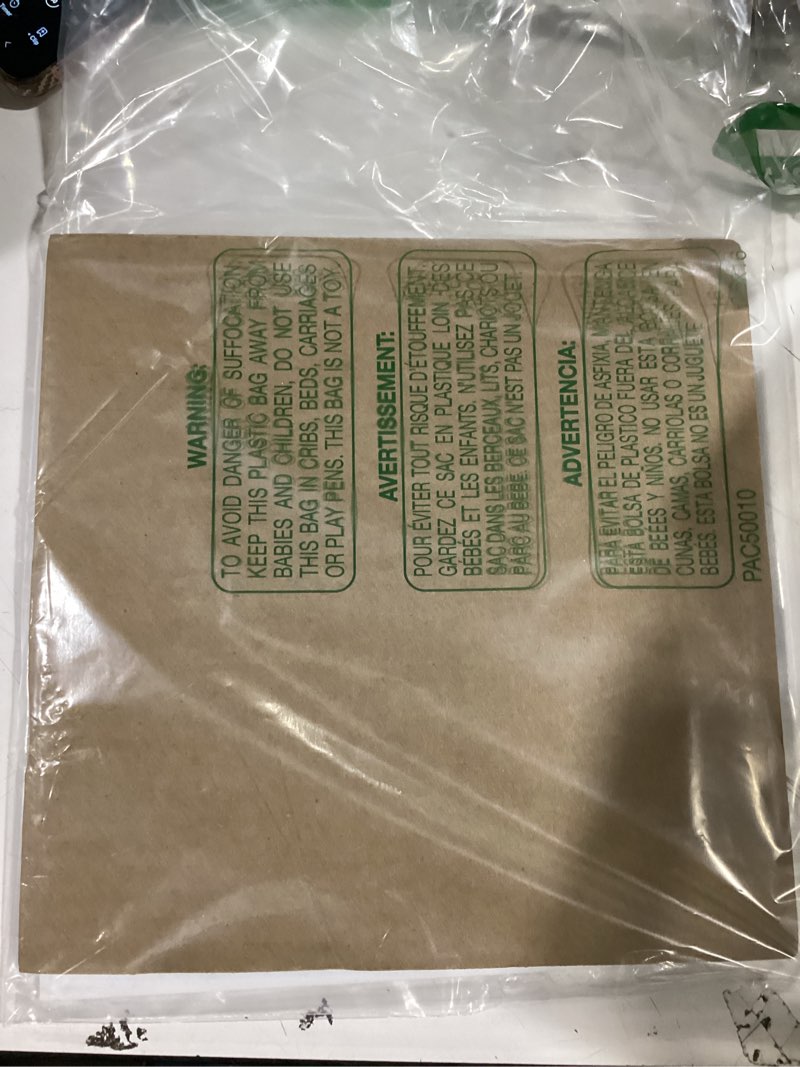 WARNING:
TO AVOID DANGER OF SUFFOCATION,
KEEP THIS PLASTIC BAG AWAY FROM
BABIES AND CHILDREN, DO NOT USE
THIS BAG IN CRIBS, BEDS, CARRIAGES
OR PLAY PENS. THIS BAG IS NOT A TOY.
AVERTISSEMENT:
POUR ÉVITER TOUT RISQUE D'ÉTOUFFEMENT,
GARDEZ CE SAC EN PLASTIQUE LOIN DES
BÉBÉS ET LES ENFANTS. N'UTILISEZ PAS CE
SAC DANS LES BERCEAUX, LITS, CHARIOTS OU
PARC AU BÉBÉ. CE SAC N'EST PAS UN JOUET.
ADVERTENCIA:
PARA EVITAR EL PELIGRO DE ASFIXIA, MANTENGA
ESTA BOLSA DE PLASTICO FUERA DEL ALCANCE
DE BEÉES Y NIÑOS. NO USAR ESTA BOLSA EN
CUNAS, CAMAS, CARRIOLAS O CORRALES PARA
BEBES. ESTA BOLSA NO ES UN JUGUETE
PAC50010